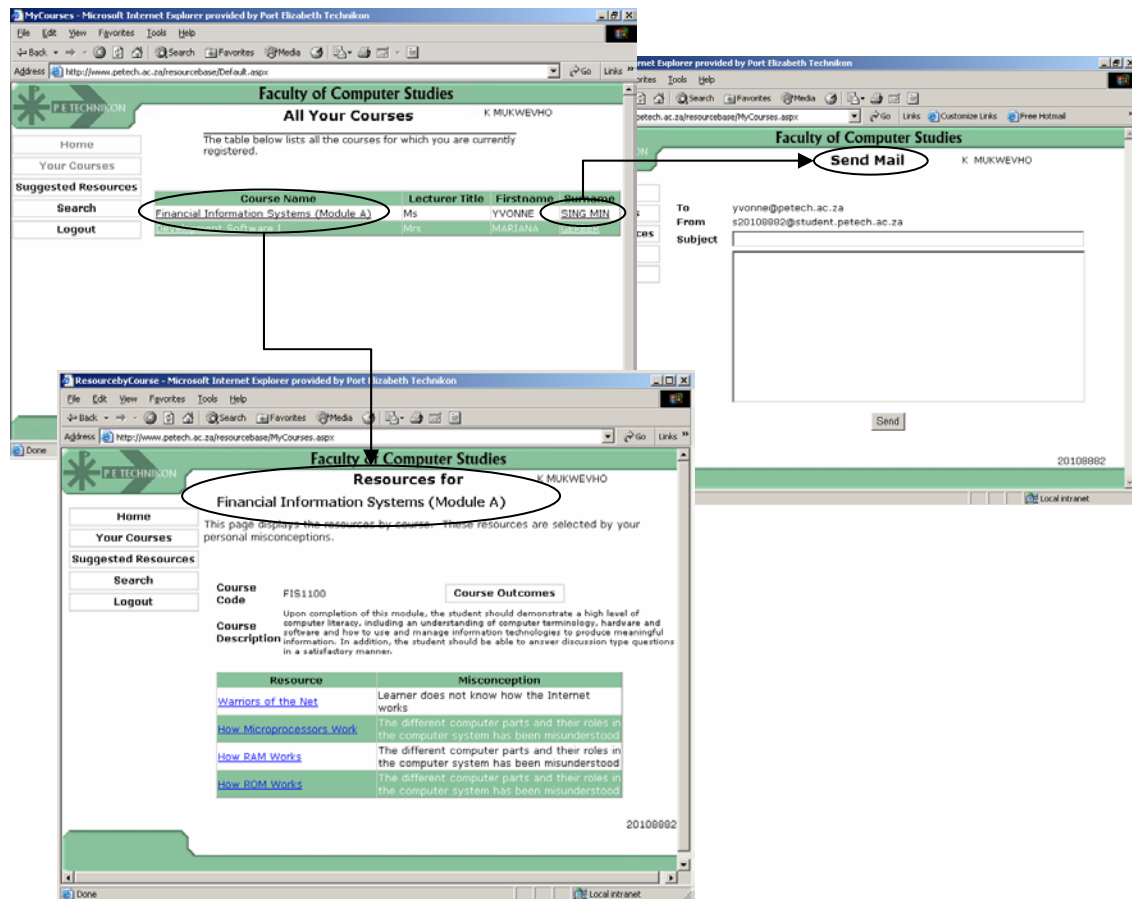 MyCourses - Microsoft Internet Explorer provided by Port Elizabeth Technikon
File Edit View Favorites Tools Help
Back Search Favorites Media
Address http://www.petech.ac.za/resourcebase/Default.aspx Go Links »
P.E TECHNIKON
Faculty of Computer Studies
All Your Courses
K MUKWEVHO
The table below lists all the courses for which you are currently
registered.
Home
Your Courses
Suggested Resources
Search
Logout
Course Name Lecturer Title Firstname Surname
Financial Information Systems (Module A) Ms YVONNE SING MIN
Development Software I Mrs MARIANA
Done
rnet Explorer provided by Port Elizabeth Technikon
orites Tools Help
Search Favorites Media
petech.ac.za/resourcebase/MyCourses.aspx Go Links Customize Links Free Hotmail »
Faculty of Computer Studies
Send Mail
K MUKWEVHO
ces
To yvonne@petech.ac.za
From s20108882@student.petech.ac.za
Subject
Send
20108882
Local intranet
ResourcebyCourse - Microsoft Internet Explorer provided by Port Elizabeth Technikon
File Edit View Favorites Tools Help
Back Search Favorites Media
Address http://www.petech.ac.za/resourcebase/MyCourses.aspx Go Links »
P.E TECHNIKON
Faculty of Computer Studies
Resources for
K MUKWEVHO
Financial Information Systems (Module A)
This page displays the resources by course. These resources are selected by your
personal misconceptions.
Home
Your Courses
Suggested Resources
Search
Logout
Course Code FIS1100 Course Outcomes
Course Description
Upon completion of this module, the student should demonstrate a high level of
computer literacy, including an understanding of computer terminology, hardware and
software and how to use and manage information technologies to produce meaningful
information. In addition, the student should be able to answer discussion type questions
in a satisfactory manner.
Resource Misconception
Warriors of the Net Learner does not know how the Internet
works
How Microprocessors Work The different computer parts and their roles in
the computer system has been misunderstood
How RAM Works The different computer parts and their roles in
the computer system has been misunderstood
How ROM Works The different computer parts and their roles in
the computer system has been misunderstood
20108882
Done
Local intranet